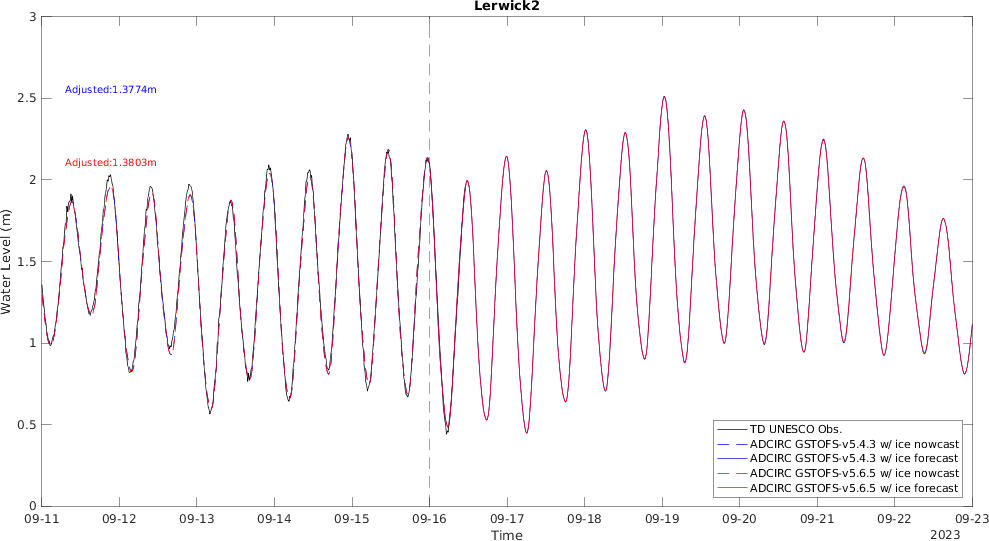 Lerwick2
3
2.5
2
1.5
1
0.5
0
Water Level (m)
Adjusted:1.3774m
Adjusted:1.3803m
TD UNESCO Obs.
ADCIRC GSTOFS-v5.4.3 w/ ice nowcast
ADCIRC GSTOFS-v5.4.3 w/ ice forecast
ADCIRC GSTOFS-v5.6.5 w/ ice nowcast
ADCIRC GSTOFS-v5.6.5 w/ ice forecast
09-11 09-12 09-13 09-14 09-15 09-16 09-17 09-18 09-19 09-20 09-21 09-22 09-23
Time
2023